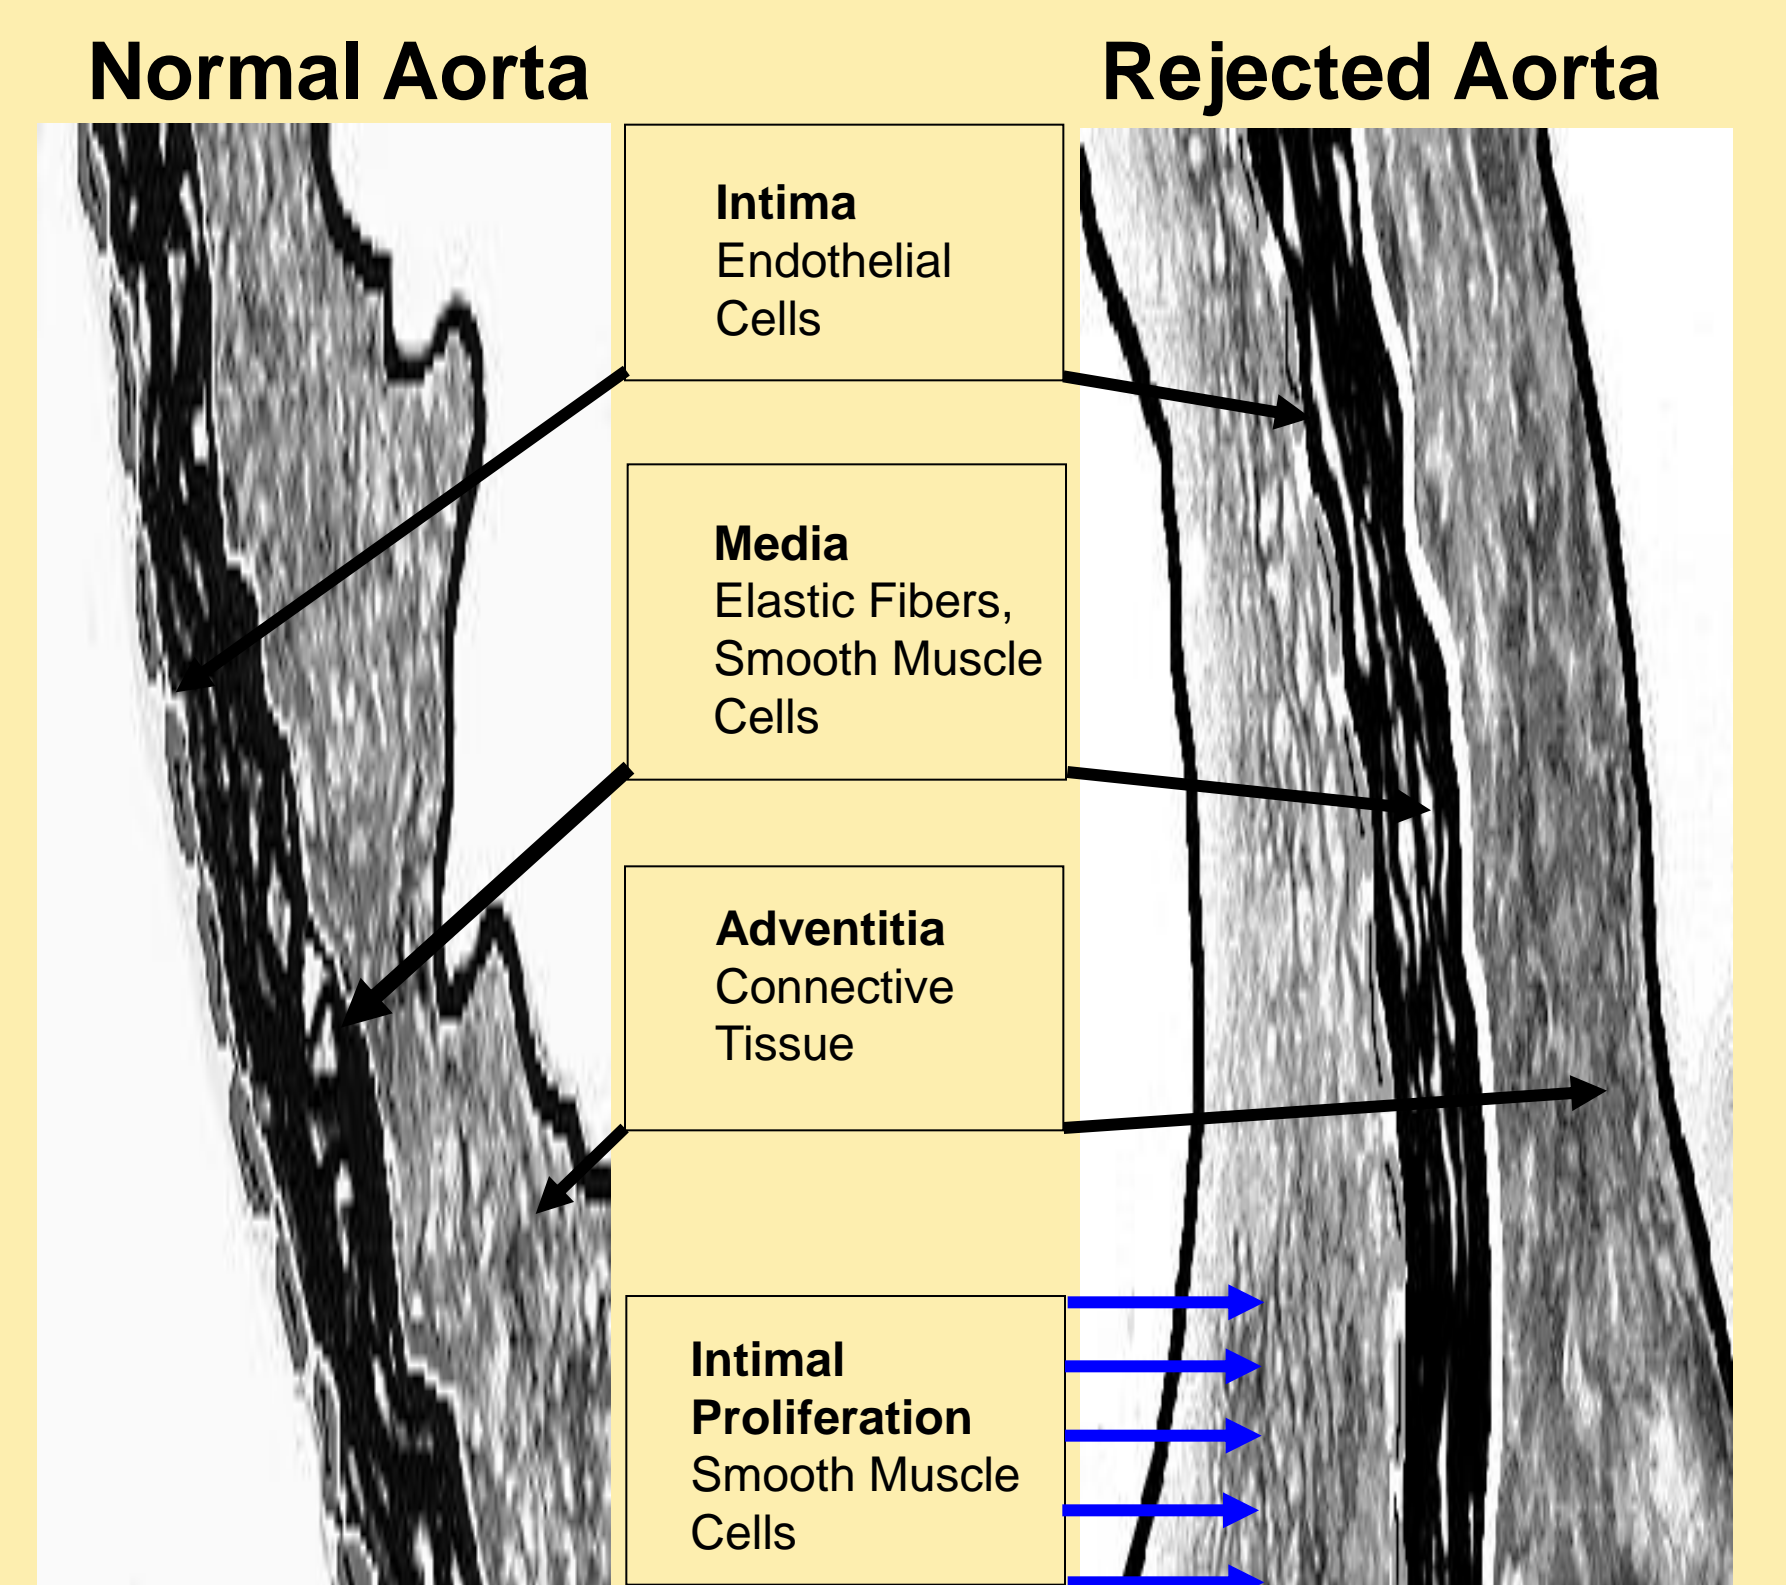 Normal Aorta
Rejected Aorta
Intima
Endothelial
Cells
Media
Elastic Fibers,
Smooth Muscle
Cells
Adventitia
Connective
Tissue
Intimal
Proliferation
Smooth Muscle
Cells